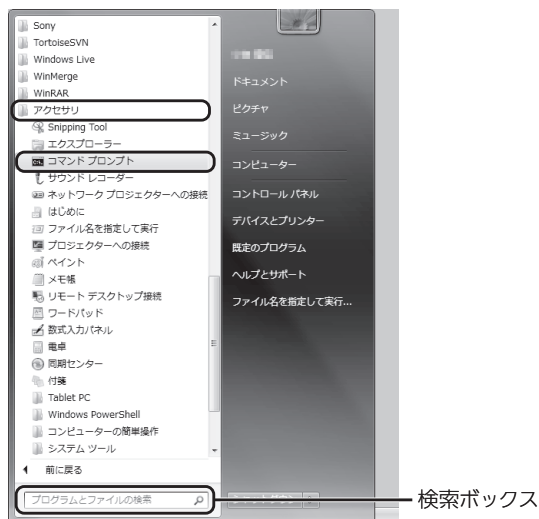 Sony
TortoiseSVN
Windows Live
WinMerge
WinRAR
アクセサリ
Snipping Tool
エクスプローラー
コマンド プロンプト
サウンド レコーダー
ネットワーク プロジェクターへの接続
はじめに
ファイル名を指定して実行
プロジェクターへの接続
ペイント
メモ帳
リモート デスクトップ接続
ワードパッド
数式入力パネル
電卓
同期センター
付箋
Tablet PC
Windows PowerShell
コンピューターの簡単操作
システム ツール
前に戻る
プログラムとファイルの検索
ドキュメント
ピクチャ
ミュージック
コンピューター
コントロール パネル
デバイスとプリンター
既定のプログラム
ヘルプとサポート
ファイル名を指定して実行...
検索ボックス